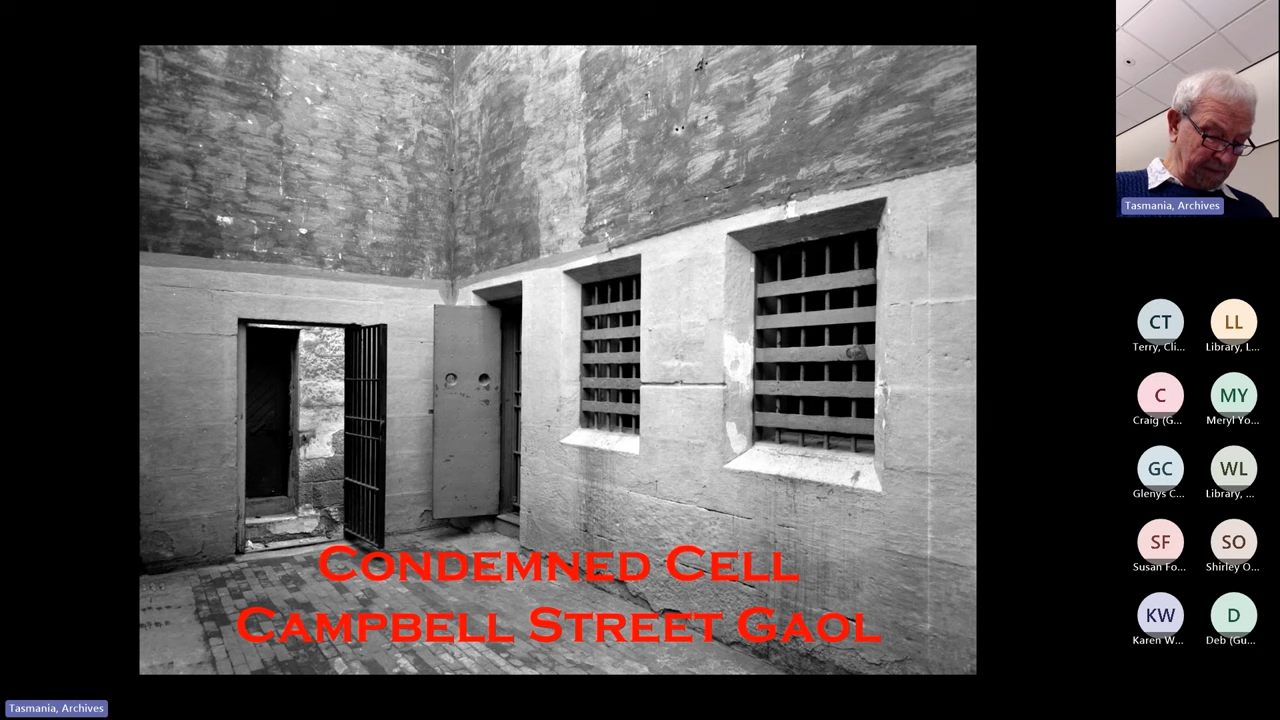 CONDEMNED CELL
CAMPBELL STREET GAOL
Tasmania, Archives
CT
Terry, Cli...
LL
Library, L...
C
Craig (G...
MY
Meryl Yo...
GC
Glenys C...
WL
Library, ...
SF
Susan Fo...
SO
Shirley O...
KW
Karen W...
D
Deb (Gu...
Tasmania, Archives